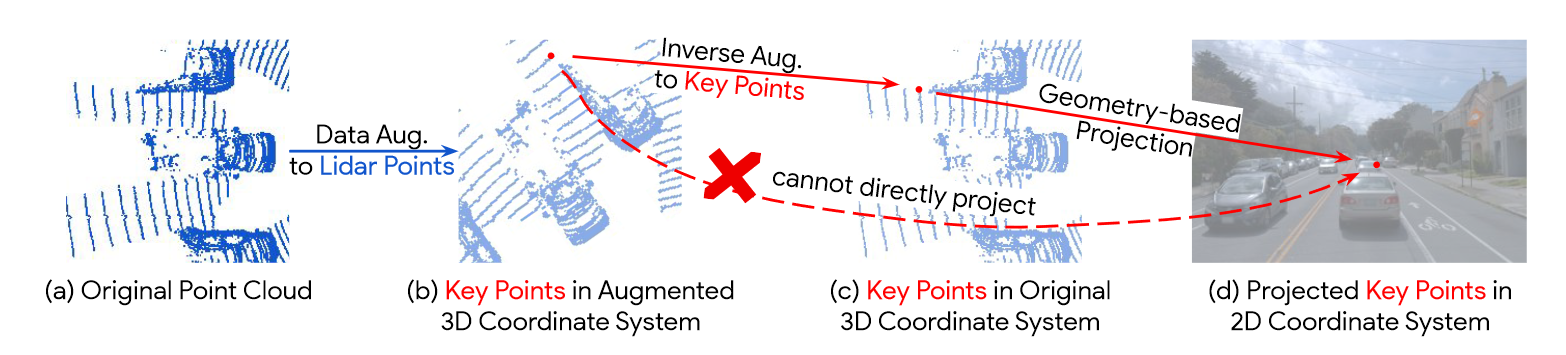 Data Aug.
to Lidar Points
Inverse Aug.
to Key Points
cannot directly project
Geometry-based
Projection
(a) Original Point Cloud
(b) Key Points in Augmented
3D Coordinate System
(c) Key Points in Original
3D Coordinate System
(d) Projected Key Points in
2D Coordinate System